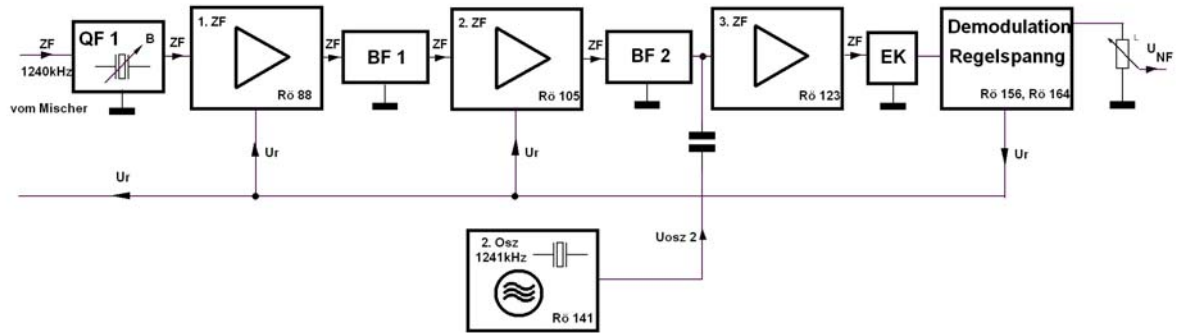 ZF
1240kHz
vom Mischer
QF 1
B
ZF
1. ZF
Rö 88
ZF
BF 1
ZF
2. ZF
Rö 105
ZF
BF 2
3. ZF
Rö 123
ZF
EK
Demodulation
Regelspanng
Rö 156, Rö 164
L
U NF
Ur
Ur
Ur
Ur
2. Osz
1241kHz
Rö 141
Uosz 2